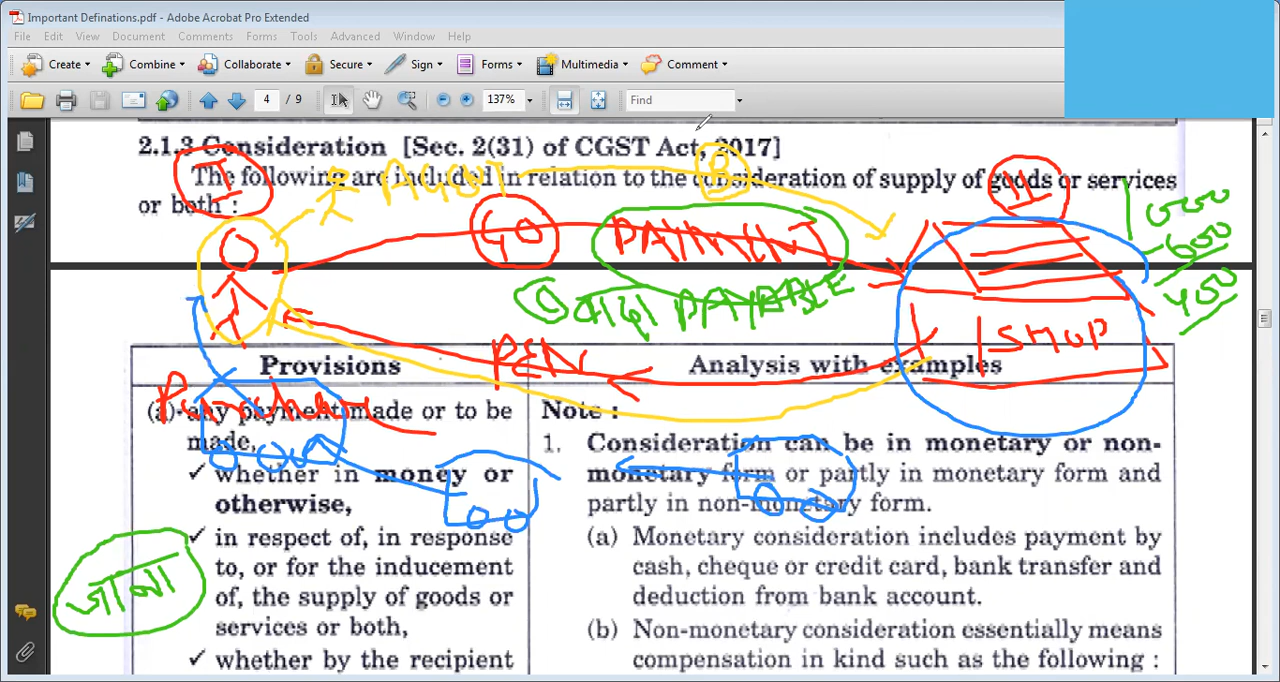 Important Definations.pdf - Adobe Acrobat Pro Extended
File Edit View Document Comments Forms Tools Advanced Window Help
Create Combine Collaborate Secure Sign Forms Multimedia Comment
4 / 9 137% Find
2.1.3 Consideration [Sec. 2(31) of CGST Act, 2017]
The following are included in relation to the consideration of supply of goods or services
or both :
I
II
AGENT
B
GO
PAYMENT
PAYABLE
PEN
SHOP
Purchaser
1000
-600
400
Provisions
(a) any payment made or to be
made,
✓ whether in money or
otherwise,
✓ in respect of, in response
to, or for the inducement
of, the supply of goods or
services or both,
✓ whether by the recipient
Analysis with examples
Note :
1. Consideration can be in monetary or non-
monetary form or partly in monetary form and
partly in non-monetary form.
(a) Monetary consideration includes payment by
cash, cheque or credit card, bank transfer and
deduction from bank account.
(b) Non-monetary consideration essentially means
compensation in kind such as the following :